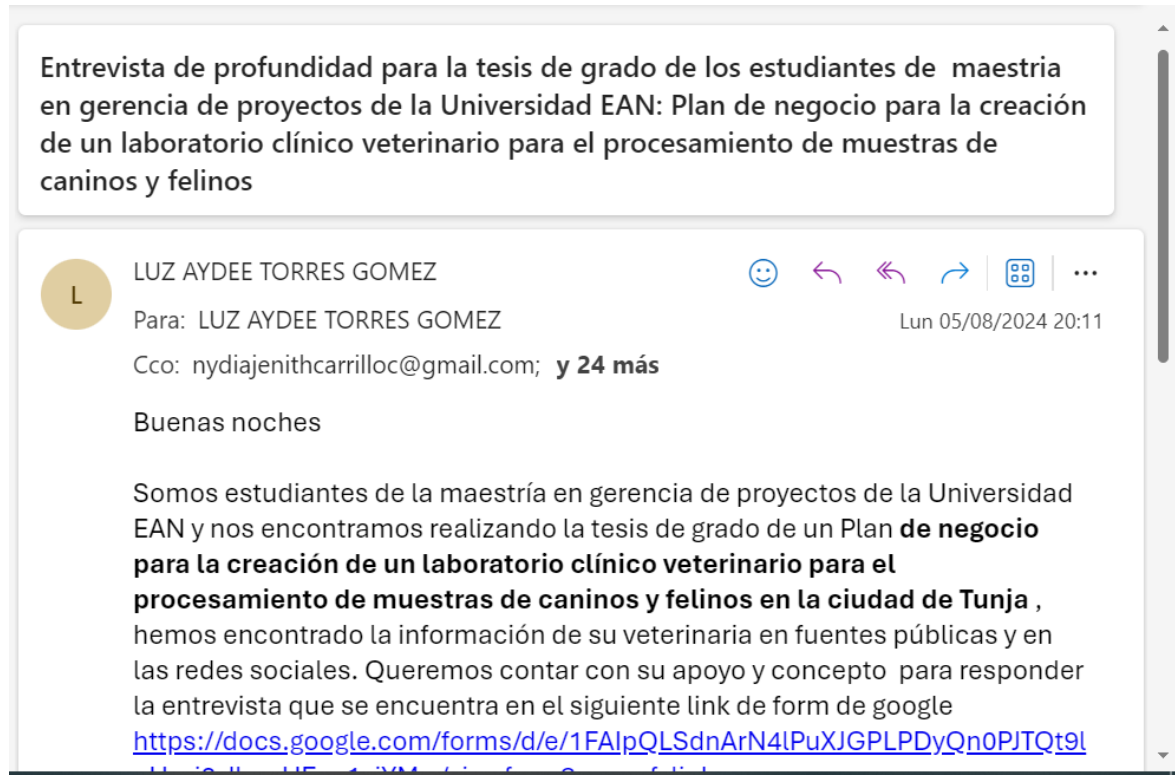 Entrevista de profundidad para la tesis de grado de los estudiantes de  maestria
en gerencia de proyectos de la Universidad EAN: Plan de negocio para la creación
de un laboratorio clínico veterinario para el procesamiento de muestras de
caninos y felinos
L
LUZ AYDEE TORRES GOMEZ
Para: LUZ AYDEE TORRES GOMEZ
Lun 05/08/2024 20:11
Cco: nydiajenithcarrilloc@gmail.com; y 24 más
Buenas noches
Somos estudiantes de la maestría en gerencia de proyectos de la Universidad
EAN y nos encontramos realizando la tesis de grado de un Plan de negocio
para la creación de un laboratorio clínico veterinario para el
procesamiento de muestras de caninos y felinos en la ciudad de Tunja ,
hemos encontrado la información de su veterinaria en fuentes públicas y en
las redes sociales. Queremos contar con su apoyo y concepto  para responder
la entrevista que se encuentra en el siguiente link de form de google
https://docs.google.com/forms/d/e/1FAIpQLSdnArN4lPuXJGPLPDyQn0PJTQt9l